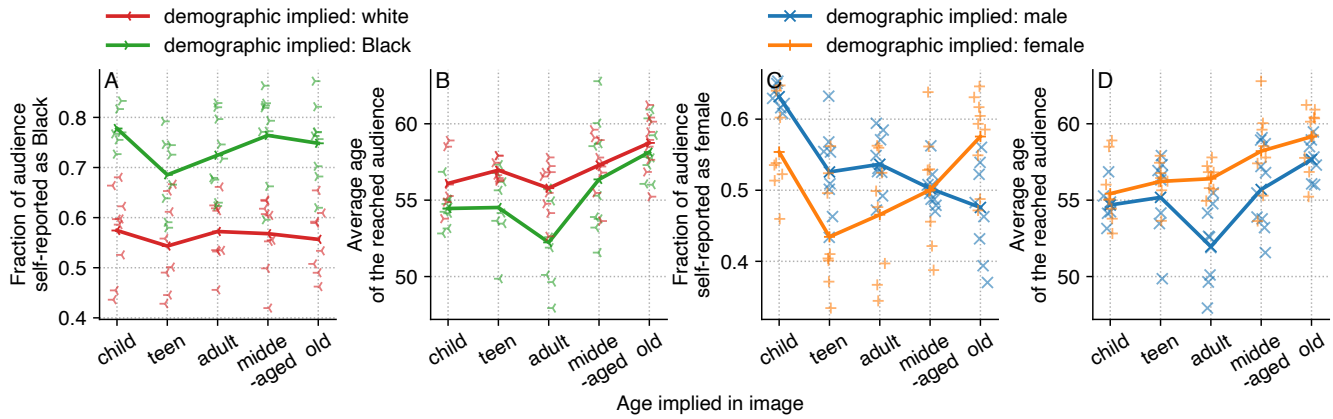 demographic implied: white
demographic implied: Black
demographic implied: male
demographic implied: female
A
Fraction of audience
self-reported as Black
0.8
0.7
0.6
0.5
0.4
child
teen
adult
midde
-aged
old
B
Average age
of the reached audience
60
55
50
child
teen
adult
midde
-aged
old
C
Fraction of audience
self-reported as female
0.6
0.5
0.4
child
teen
adult
midde
-aged
old
D
Average age
of the reached audience
60
55
50
child
teen
adult
midde
-aged
old
Age implied in image